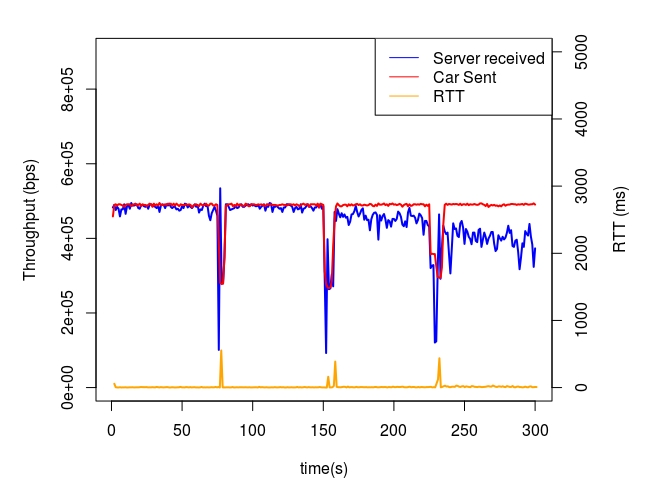 Server received
Car Sent
RTT
Throughput (bps)
0e+00
2e+05
4e+05
6e+05
8e+05
RTT (ms)
0
1000
2000
3000
4000
5000
0
50
100
150
200
250
300
time(s)